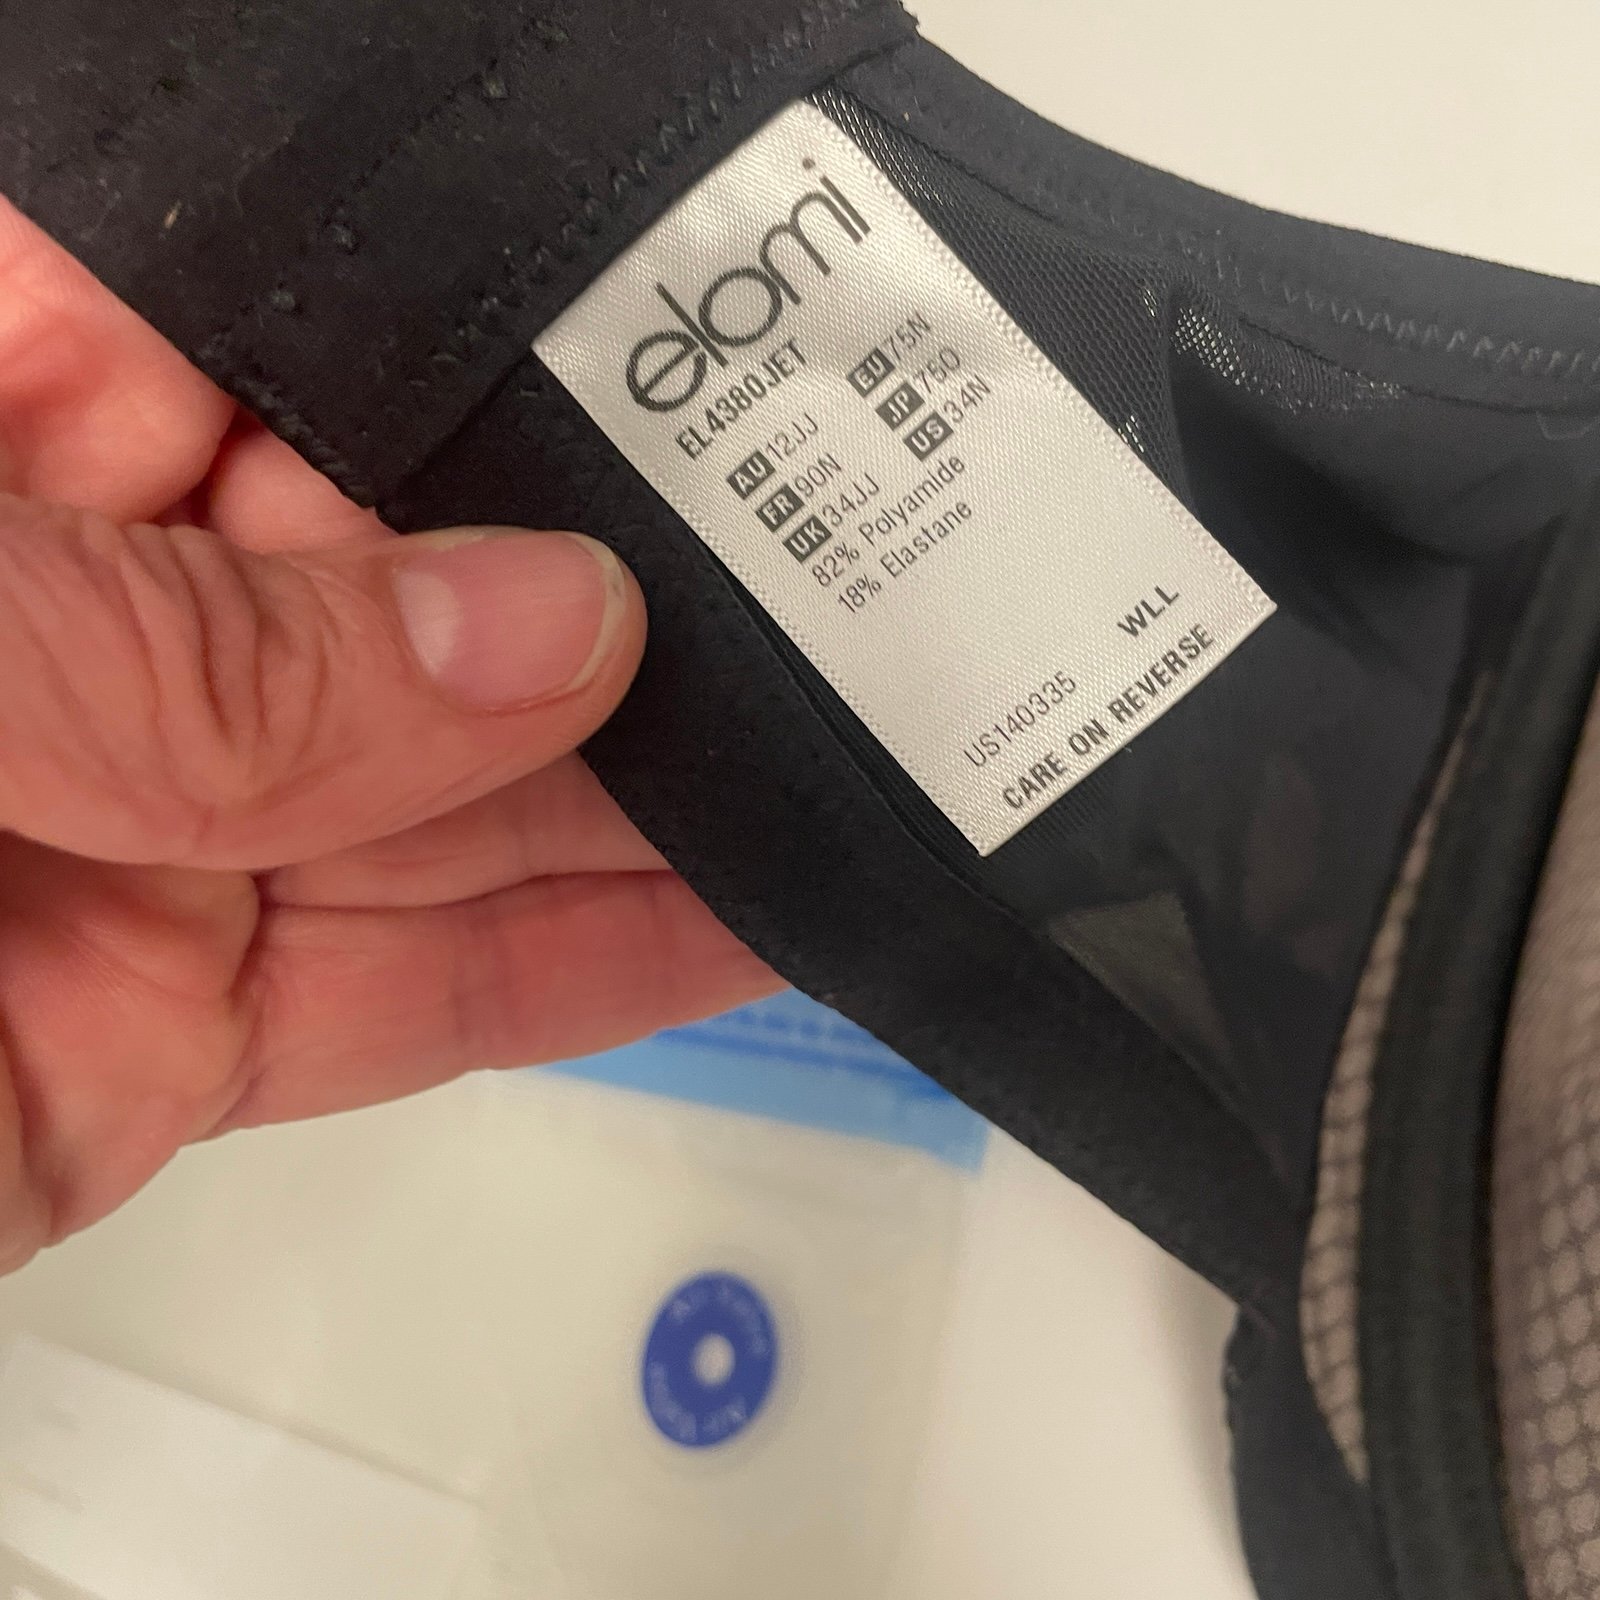 elomi
EL4380JET
AU 12JJ EU 75N
FR 90N JP 75O
UK 34JJ US 34N
82% Polyamide
18% Elastane
US140335 WLL
CARE ON REVERSE